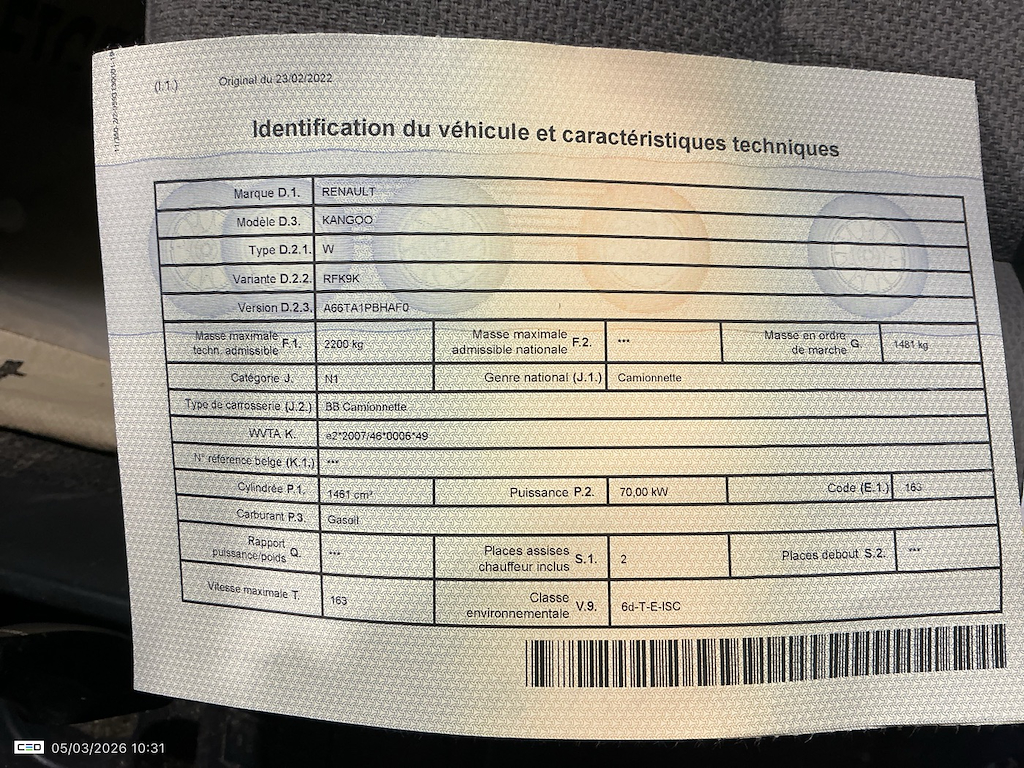 (I.1.) Original du 23/02/2022
Identification du véhicule et caractéristiques techniques
Marque D.1. RENAULT
Modèle D.3. KANGOO
Type D.2.1. W
Variante D.2.2. RFK9K
Version D.2.3. A66TA1PBHAF0
Masse maximale techn. admissible F.1. 2200 kg Masse maximale admissible nationale F.2. *** Masse en ordre de marche G. 1481 kg
Catégorie J. N1 Genre national (J.1.) Camionnette
Type de carrosserie (J.2.) BB Camionnette
WVTA K. e2*2007/46*0006*49
N° référence belge (K.1.) ***
Cylindrée P.1. 1461 cm³ Puissance P.2. 70,00 kW Code (E.1.) 163
Carburant P.3. Gasoil
Rapport puissance/poids Q. *** Places assises chauffeur inclus S.1. 2 Places debout S.2. ***
Vitesse maximale T. 163 Classe environnementale V.9. 6d-T-E-ISC
CEO 05/03/2026 10:31